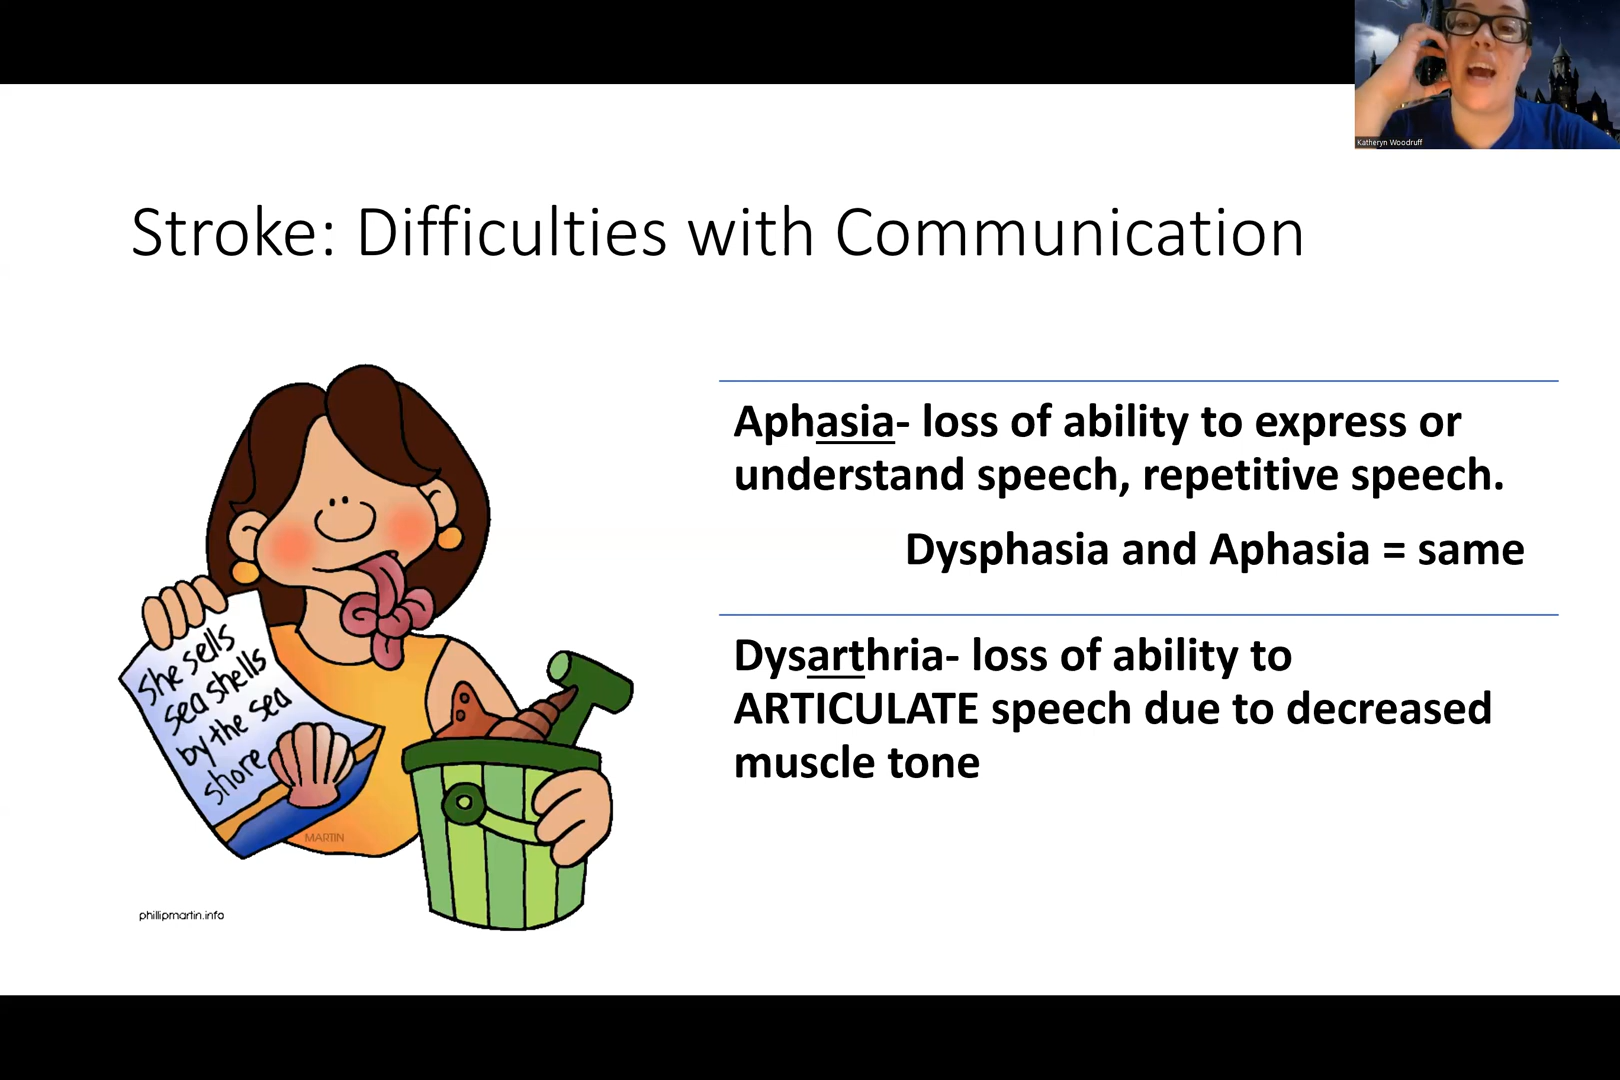 Katheryn Woodruff
Stroke: Difficulties with Communication
Aphasia- loss of ability to express or
understand speech, repetitive speech.
Dysphasia and Aphasia = same
Dysarthria- loss of ability to
ARTICULATE speech due to decreased
muscle tone
She sells
sea shells
by the sea
shore
MARTIN
phillipmartin.info